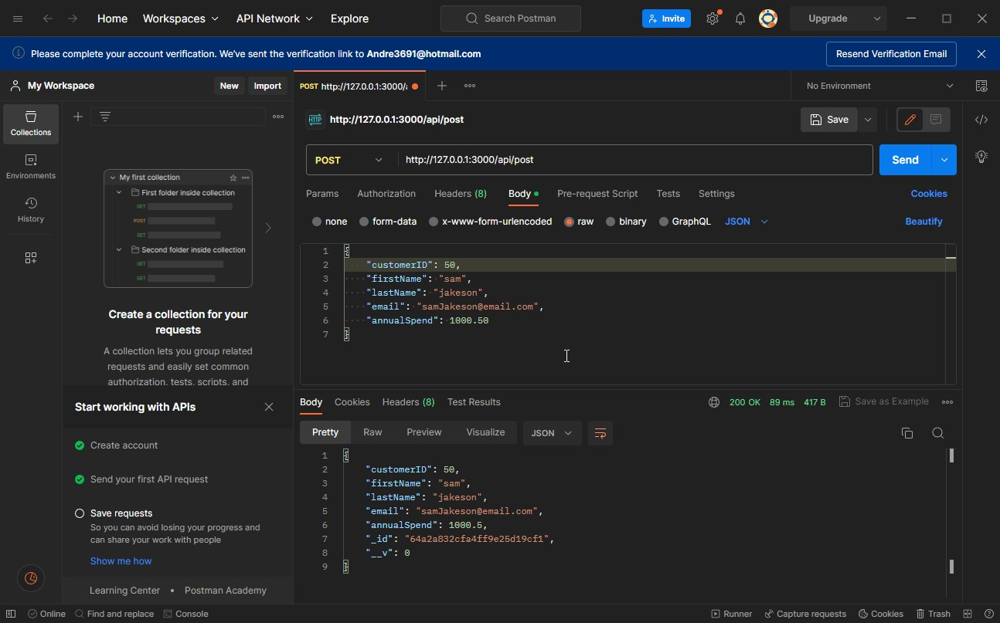 Home Workspaces API Network Explore Search Postman Invite Upgrade
Please complete your account verification. We've sent the verification link to Andre3691@hotmail.com Resend Verification Email
My Workspace New Import POST http://127.0.0.1:3000/a No Environment
Collections
Environments
History
My first collection
First folder inside collection
GET
POST
GET
Second folder inside collection
GET
GET
Create a collection for your
requests
A collection lets you group related
requests and easily set common
authorization, tests, scripts, and
HTTP http://127.0.0.1:3000/api/post Save
POST http://127.0.0.1:3000/api/post Send
Params Authorization Headers (8) Body Pre-request Script Tests Settings Cookies
none form-data x-www-form-urlencoded raw binary GraphQL JSON Beautify
1 {
2 "customerID": 50,
3 "firstName": "sam",
4 "lastName": "jakeson",
5 "email": "samJakeson@email.com",
6 "annualSpend": 1000.50
7 }
Start working with APIs
Create account
Send your first API request
Save requests
So you can avoid losing your progress and
can share your work with people
Show me how
Learning Center • Postman Academy
Body Cookies Headers (8) Test Results 200 OK 89 ms 417 B Save as Example
Pretty Raw Preview Visualize JSON
1 {
2 "customerID": 50,
3 "firstName": "sam",
4 "lastName": "jakeson",
5 "email": "samJakeson@email.com",
6 "annualSpend": 1000.5,
7 "_id": "64a2a832cfa4ff9e25d19cf1",
8 "__v": 0
9 }
Online Find and replace Console Runner Capture requests Cookies Trash